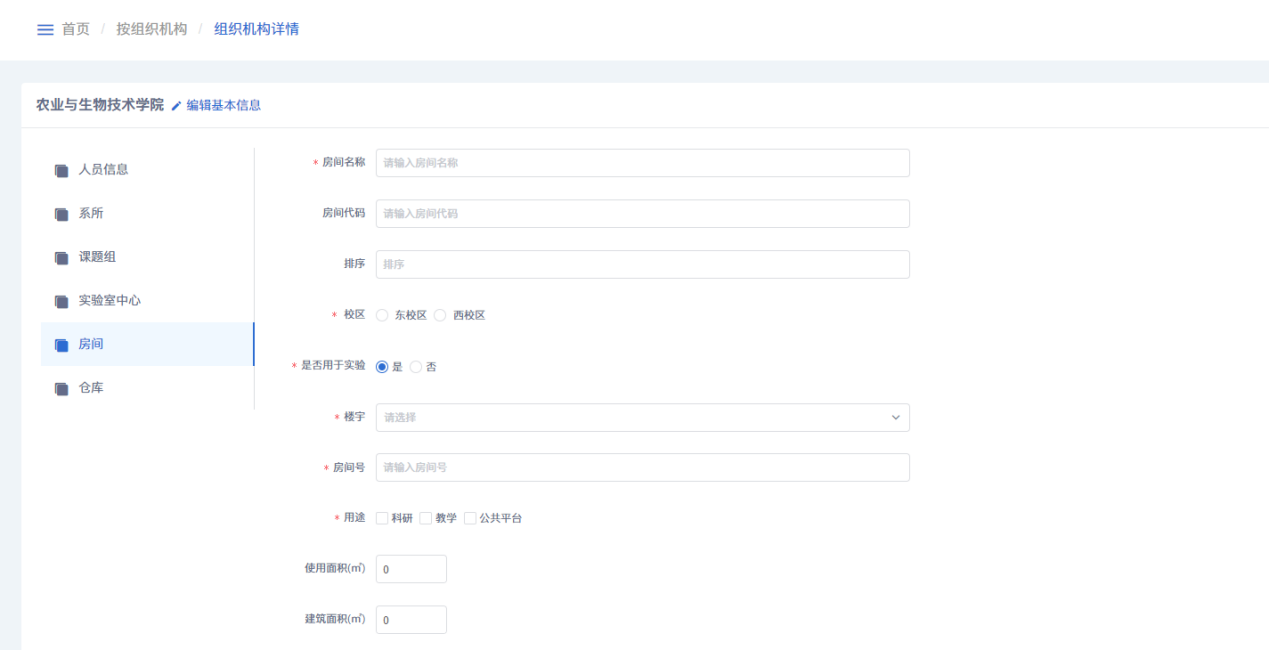 首页 / 按组织机构 / 组织机构详情
农业与生物技术学院 编辑基本信息
人员信息
系所
课题组
实验室中心
房间
仓库
* 房间名称 请输入房间名称
房间代码 请输入房间代码
排序 排序
* 校区 东校区 西校区
* 是否用于实验 是 否
* 楼宇 请选择
* 房间号 请输入房间号
* 用途 科研 教学 公共平台
使用面积(㎡) 0
建筑面积(㎡) 0